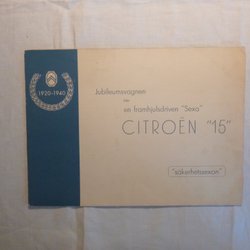 1920-1940
Jubileumsvagnen
en framhjulsdriven "Sexa"
CITROËN "15"
"säkerhetssexan"